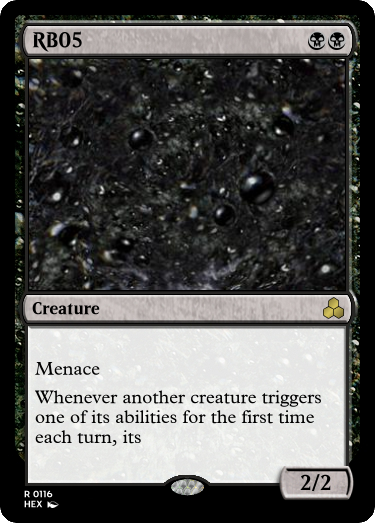 RB05
Creature
Menace
Whenever another creature triggers
one of its abilities for the first time
each turn, its
2/2
R 0116
HEX